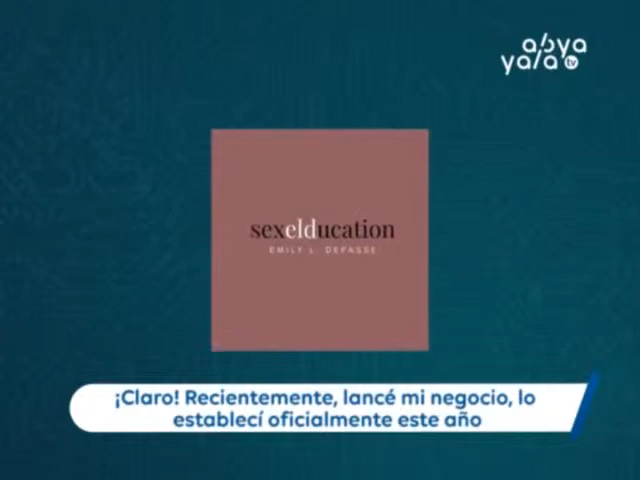 abya
yala tv
sexelducation
EMILY L. DEPASSE
¡Claro! Recientemente, lancé mi negocio, lo
establecí oficialmente este año